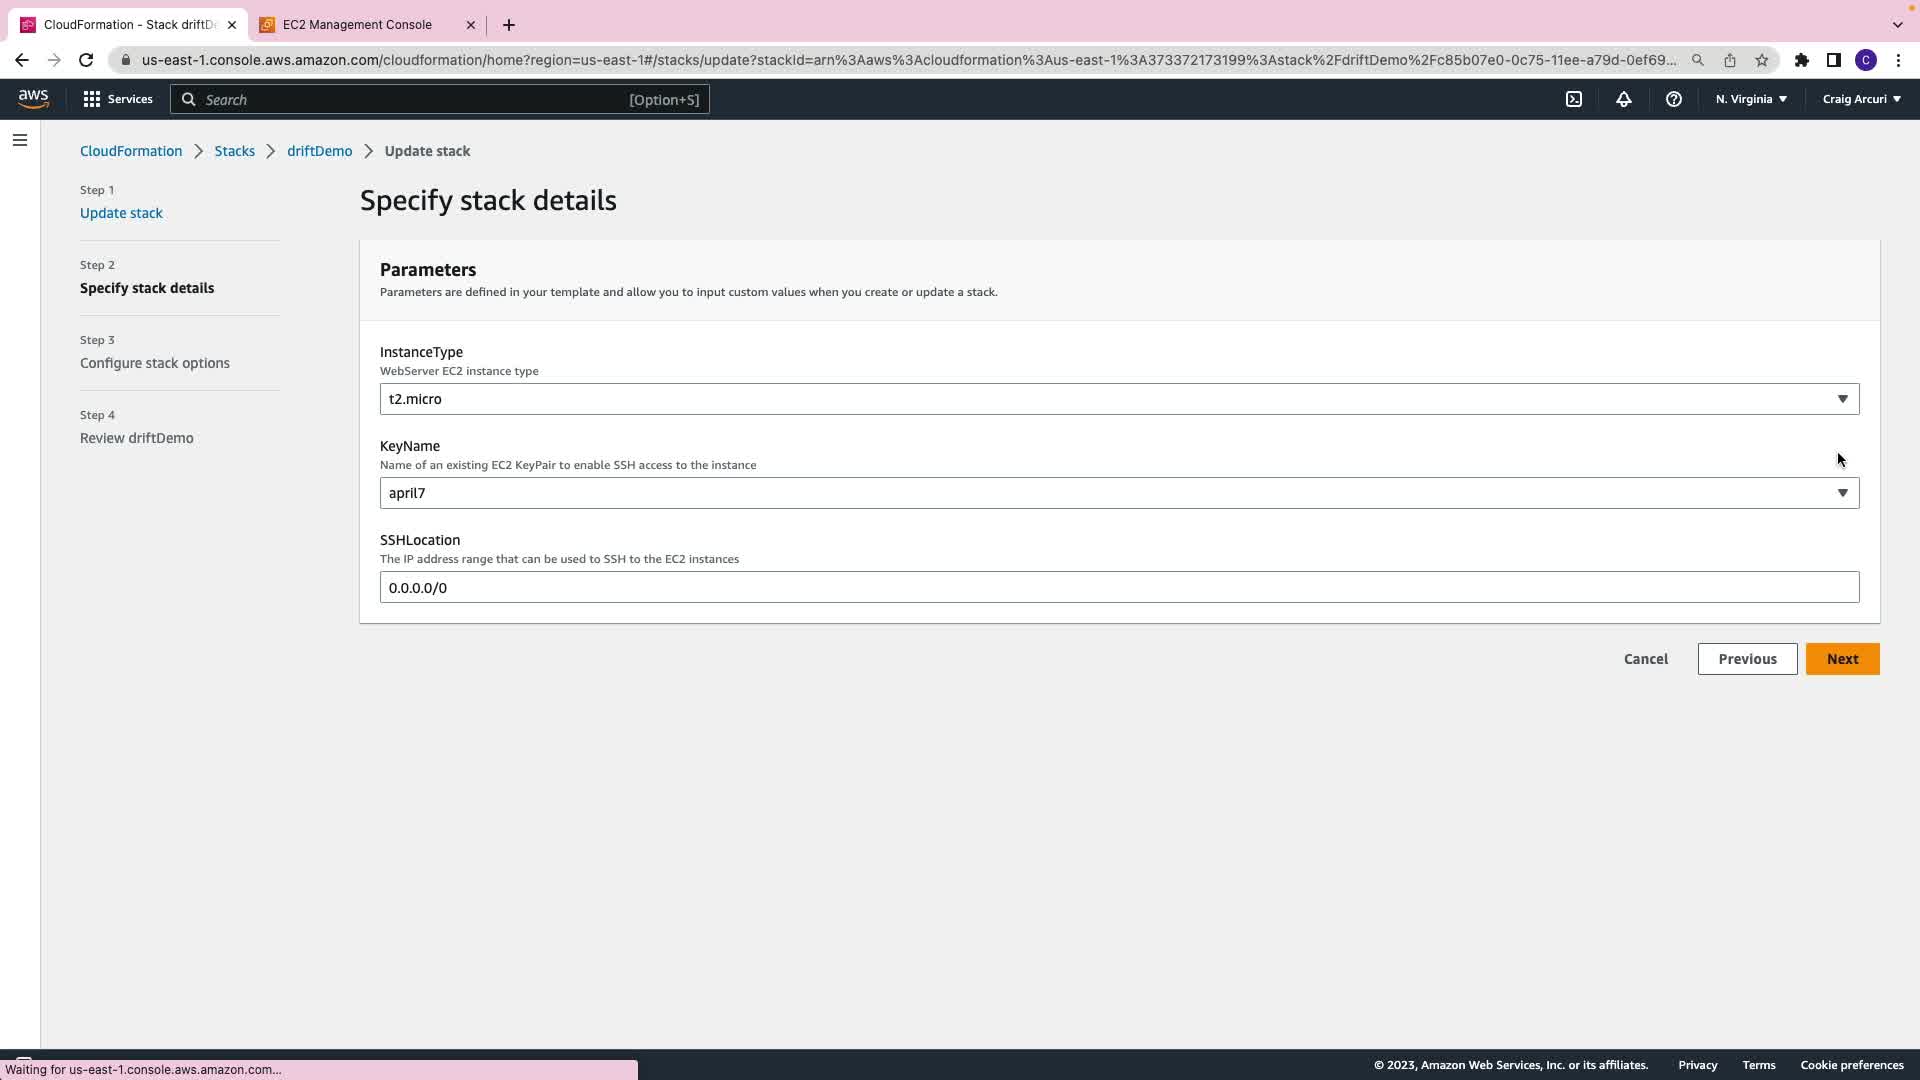 CloudFormation - Stack driftDe
EC2 Management Console
us-east-1.console.aws.amazon.com/cloudformation/home?region=us-east-1#/stacks/update?stackId=arn%3Aaws%3Acloudformation%3Aus-east-1%3A373372173199%3Astack%2FdriftDemo%2Fc85b07e0-0c75-11ee-a79d-0ef69...
C
aws
Services
Search
[Option+S]
N. Virginia
Craig Arcuri
CloudFormation
Stacks
driftDemo
Update stack
Step 1
Update stack
Step 2
Specify stack details
Step 3
Configure stack options
Step 4
Review driftDemo
Specify stack details
Parameters
Parameters are defined in your template and allow you to input custom values when you create or update a stack.
InstanceType
WebServer EC2 instance type
t2.micro
KeyName
Name of an existing EC2 KeyPair to enable SSH access to the instance
april7
SSHLocation
The IP address range that can be used to SSH to the EC2 instances
0.0.0.0/0
Cancel
Previous
Next
Waiting for us-east-1.console.aws.amazon.com...
© 2023, Amazon Web Services, Inc. or its affiliates.
Privacy
Terms
Cookie preferences